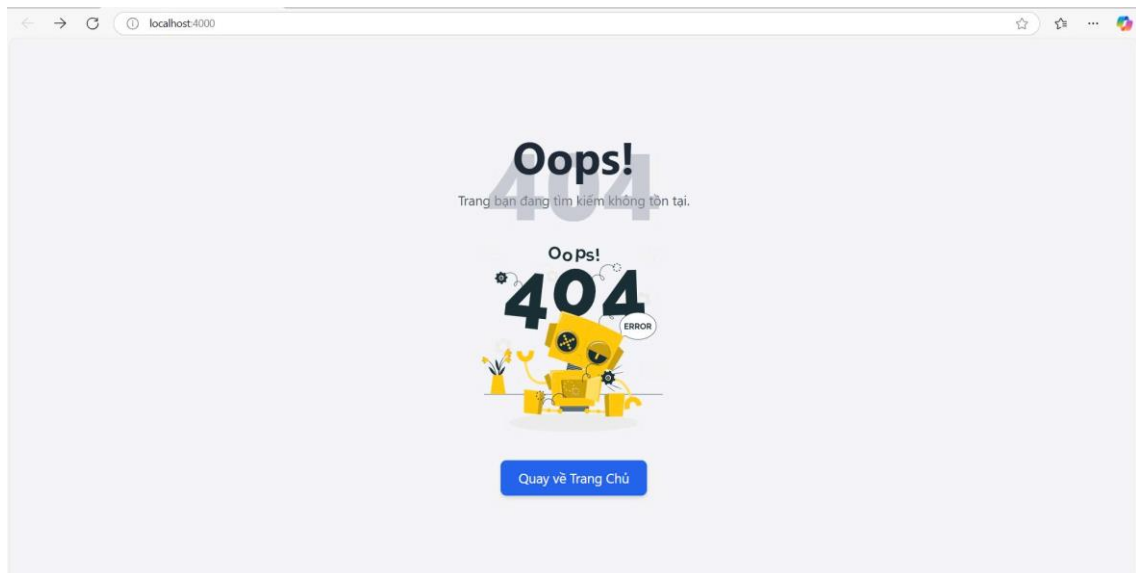 localhost:4000
Oops!
404
Trang bạn đang tìm kiếm không tồn tại.
Oops!
404
ERROR
Quay về Trang Chủ